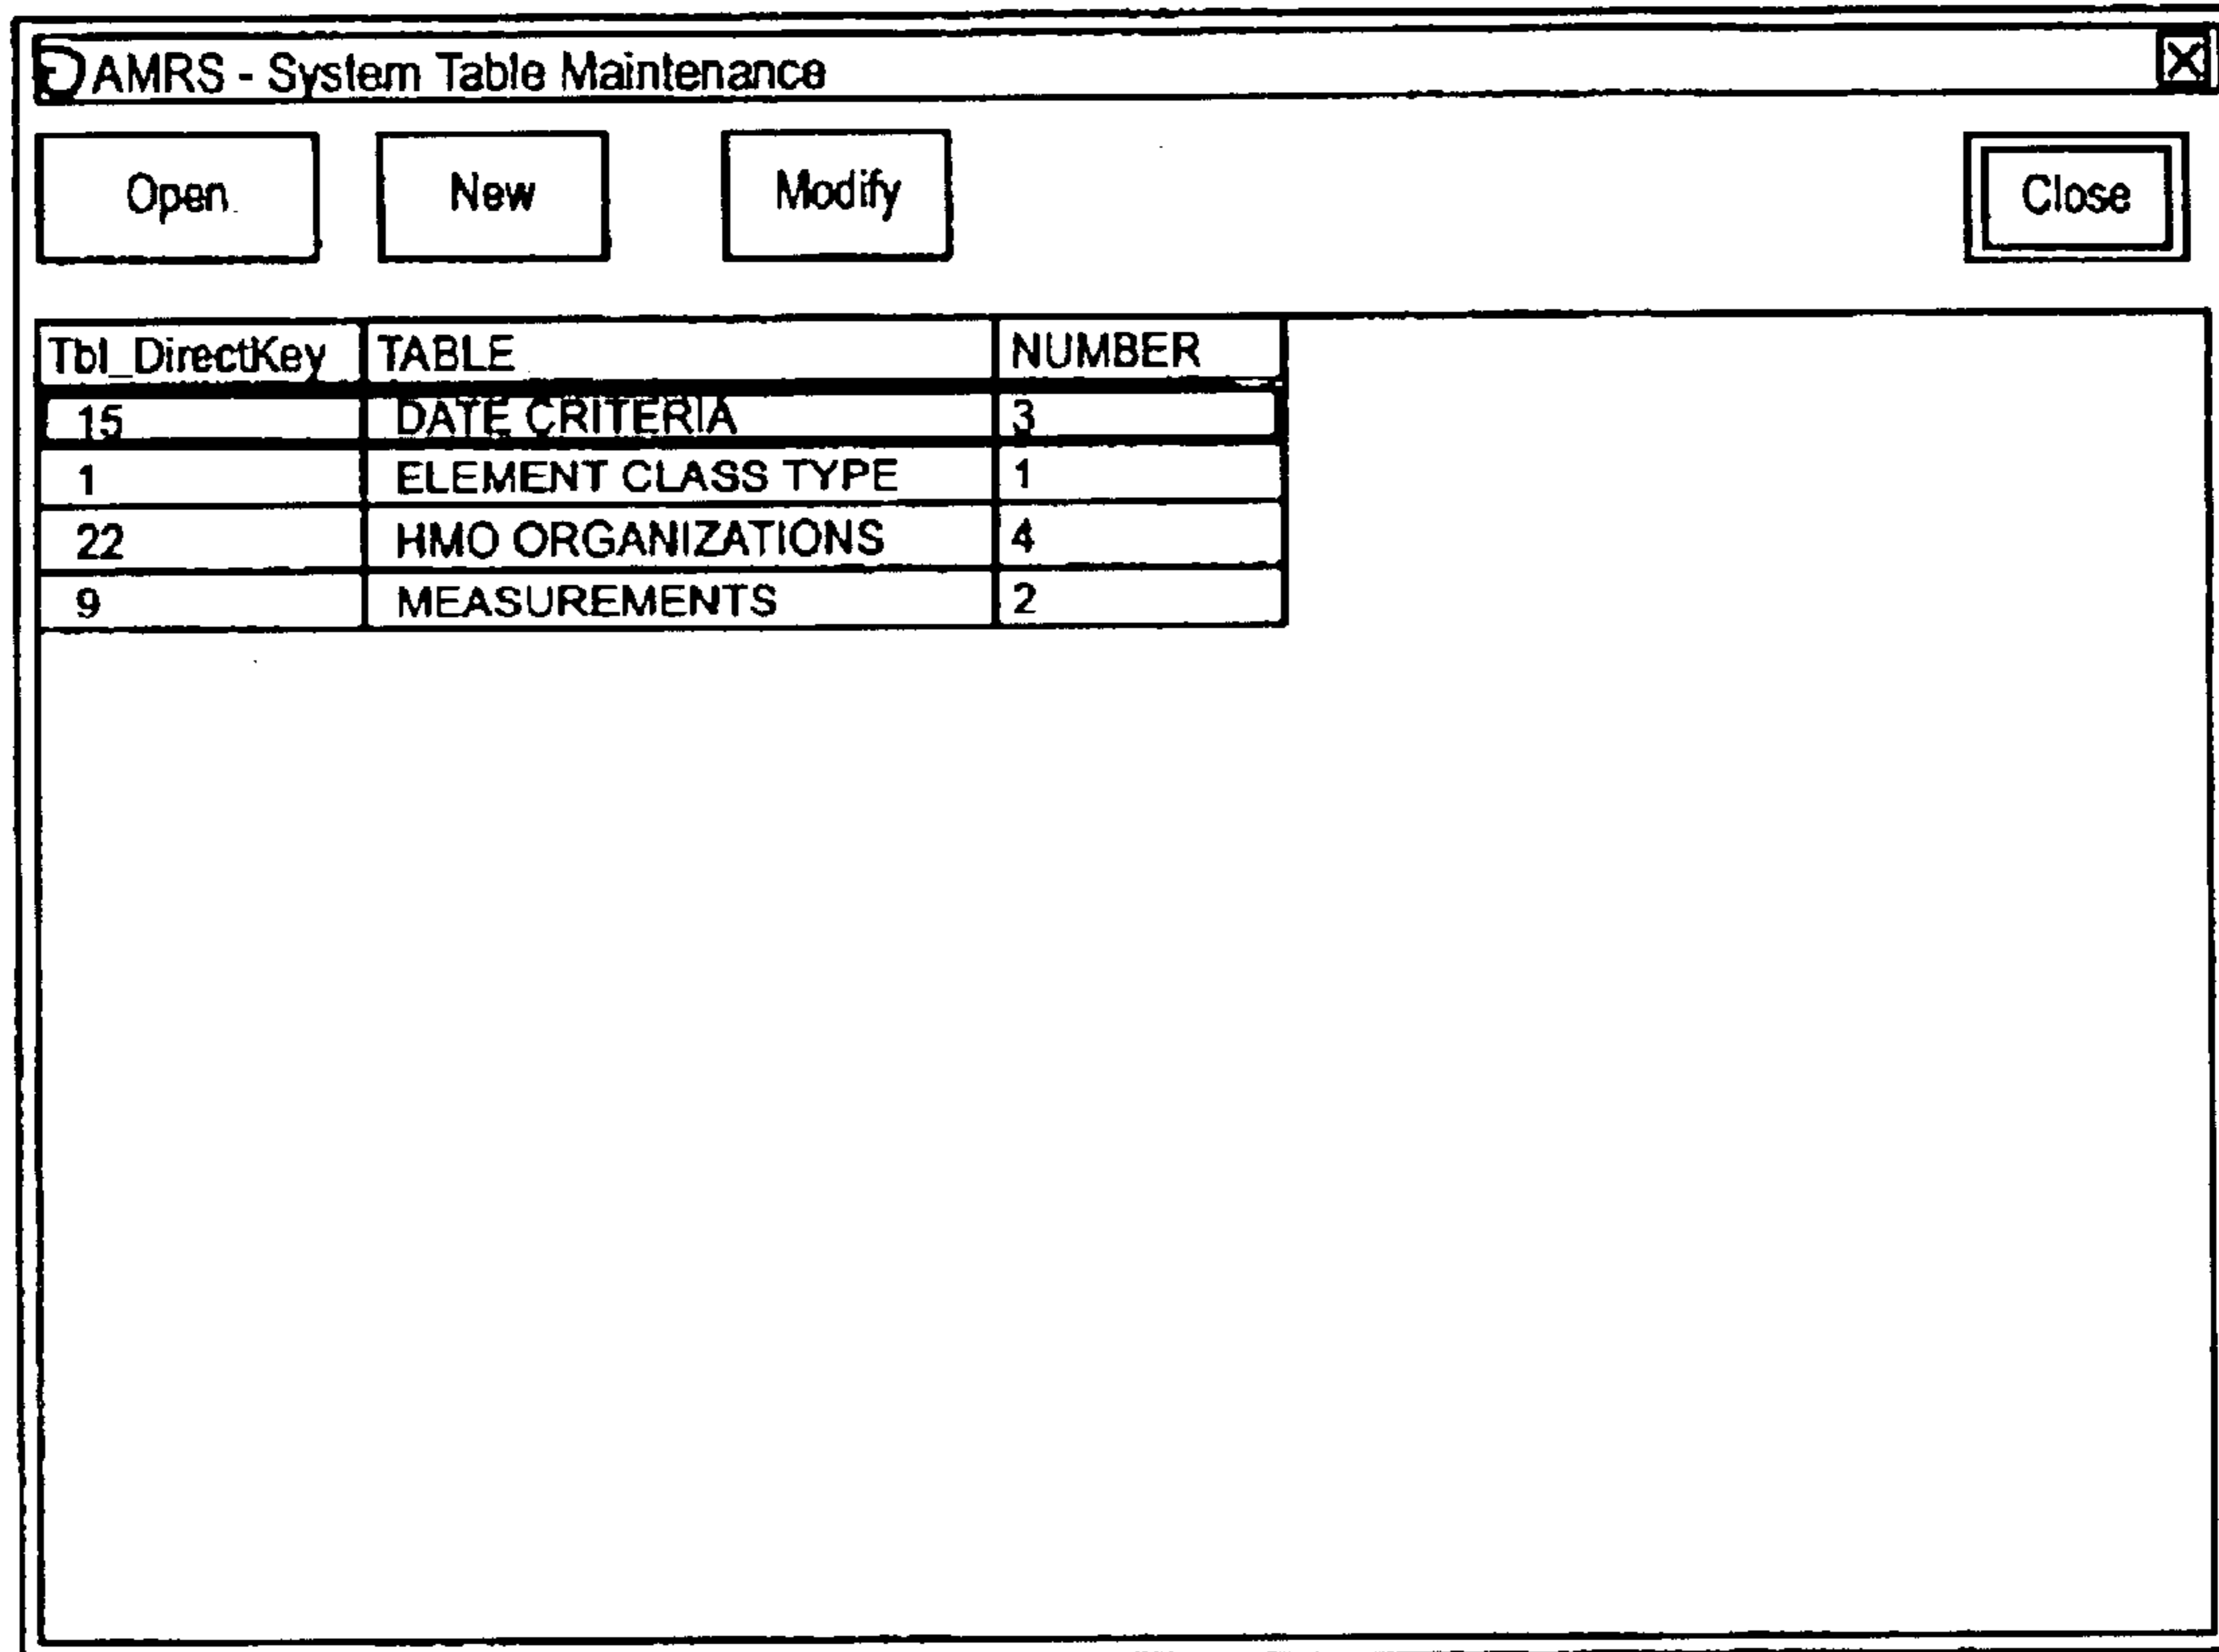 AMRS - System Table Maintenance
Open New Modify Close
Tbl_DirectKey TABLE NUMBER
15 DATE CRITERIA 3
1 ELEMENT CLASS TYPE 1
22 HMO ORGANIZATIONS 4
9 MEASUREMENTS 2